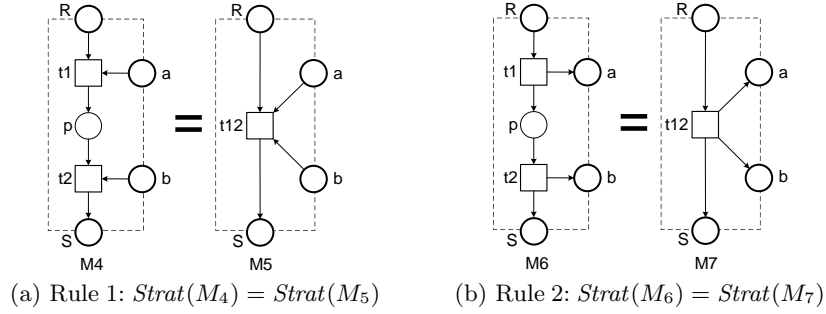 R R R R
t1 a a t1 a a
p = t12 p = t12
t2 b b t2 b b
S S S S
M4 M5 M6 M7
(a) Rule 1: Strat(M4) = Strat(M5) (b) Rule 2: Strat(M6) = Strat(M7)